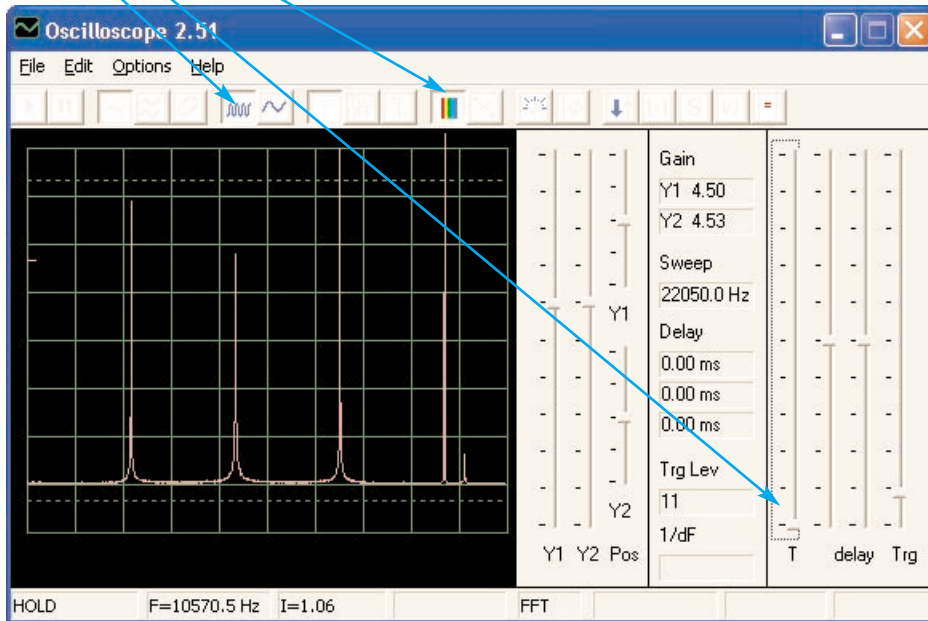 Oscilloscope 2.51
File Edit Options Help
Gain
Y1 4.50
Y2 4.53
Sweep
22050.0 Hz
Delay
0.00 ms
0.00 ms
0.00 ms
Trg Lev
11
1/dF
Y1
Y2
Y1 Y2 Pos
T delay Trg
HOLD F=10570.5 Hz I=1.06 FFT